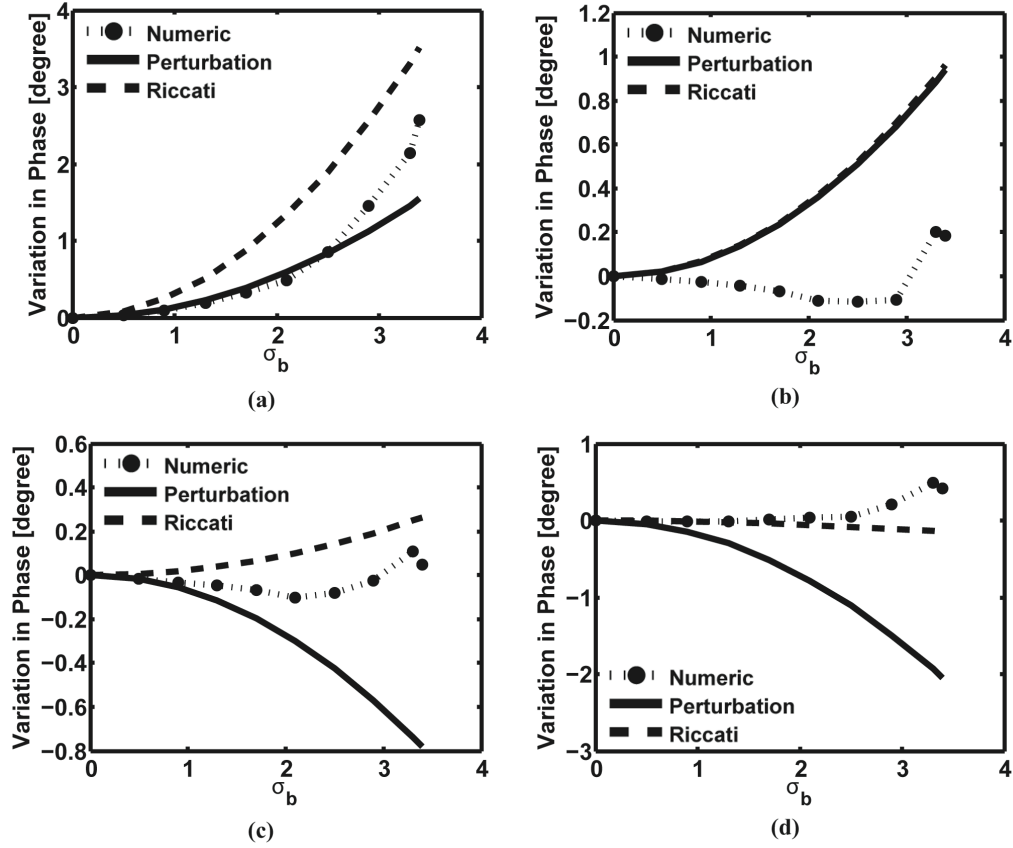 Variation in Phase [degree]
4
3
2
1
0
Numeric
Perturbation
Riccati
0 1 2 3 4
σb
(a)
Variation in Phase [degree]
1.2
1
0.8
0.6
0.4
0.2
0
−0.2
Numeric
Perturbation
Riccati
0 1 2 3 4
σb
(b)
Variation in Phase [degree]
0.6
0.4
0.2
0
−0.2
−0.4
−0.6
−0.8
Numeric
Perturbation
Riccati
0 1 2 3 4
σb
(c)
Variation in Phase [degree]
1
0
−1
−2
−3
Numeric
Perturbation
Riccati
0 1 2 3 4
σb
(d)